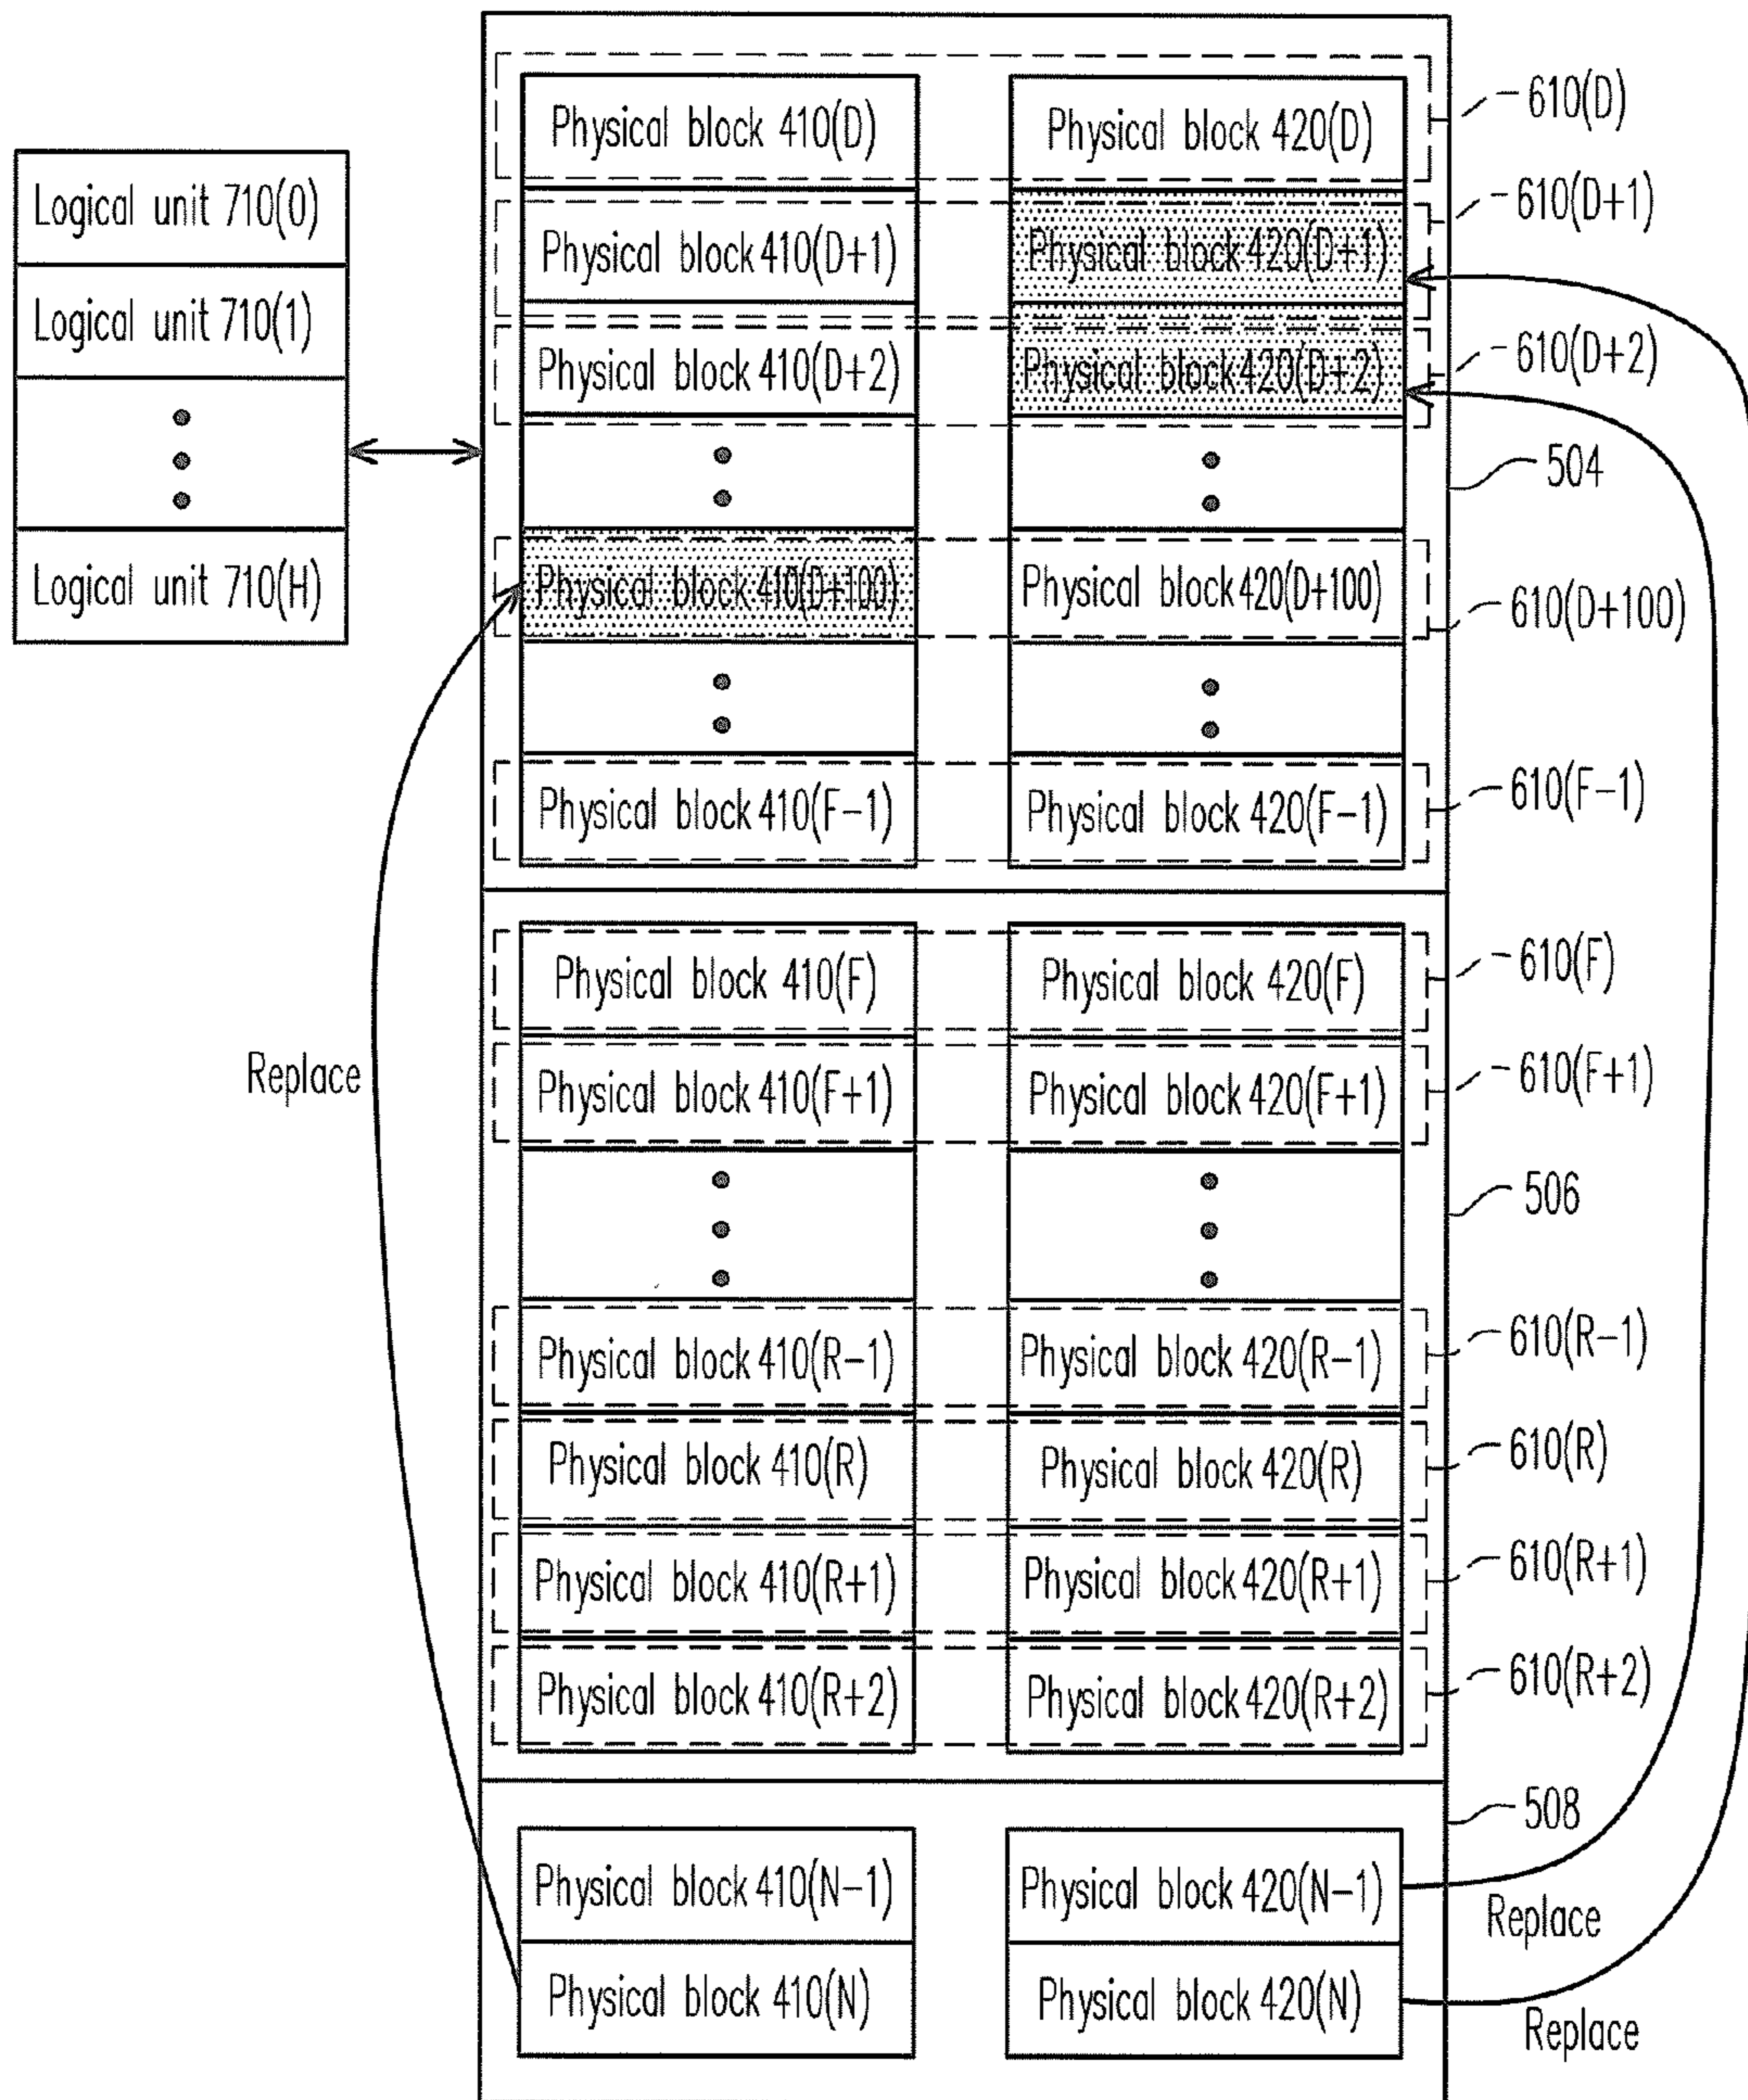 Logical unit 710(0)
Logical unit 710(1)
Logical unit 710(H)
Physical block 410(D)
Physical block 420(D)
610(D)
Physical block 410(D+1)
Physical block 420(D+1)
610(D+1)
Physical block 410(D+2)
Physical block 420(D+2)
610(D+2)
504
Physical block 410(D+100)
Physical block 420(D+100)
610(D+100)
Physical block 410(F−1)
Physical block 420(F−1)
610(F−1)
Physical block 410(F)
Physical block 420(F)
610(F)
Replace
Physical block 410(F+1)
Physical block 420(F+1)
610(F+1)
506
Physical block 410(R−1)
Physical block 420(R−1)
610(R−1)
Physical block 410(R)
Physical block 420(R)
610(R)
Physical block 410(R+1)
Physical block 420(R+1)
610(R+1)
Physical block 410(R+2)
Physical block 420(R+2)
610(R+2)
508
Physical block 410(N−1)
Physical block 420(N−1)
Replace
Physical block 410(N)
Physical block 420(N)
Replace